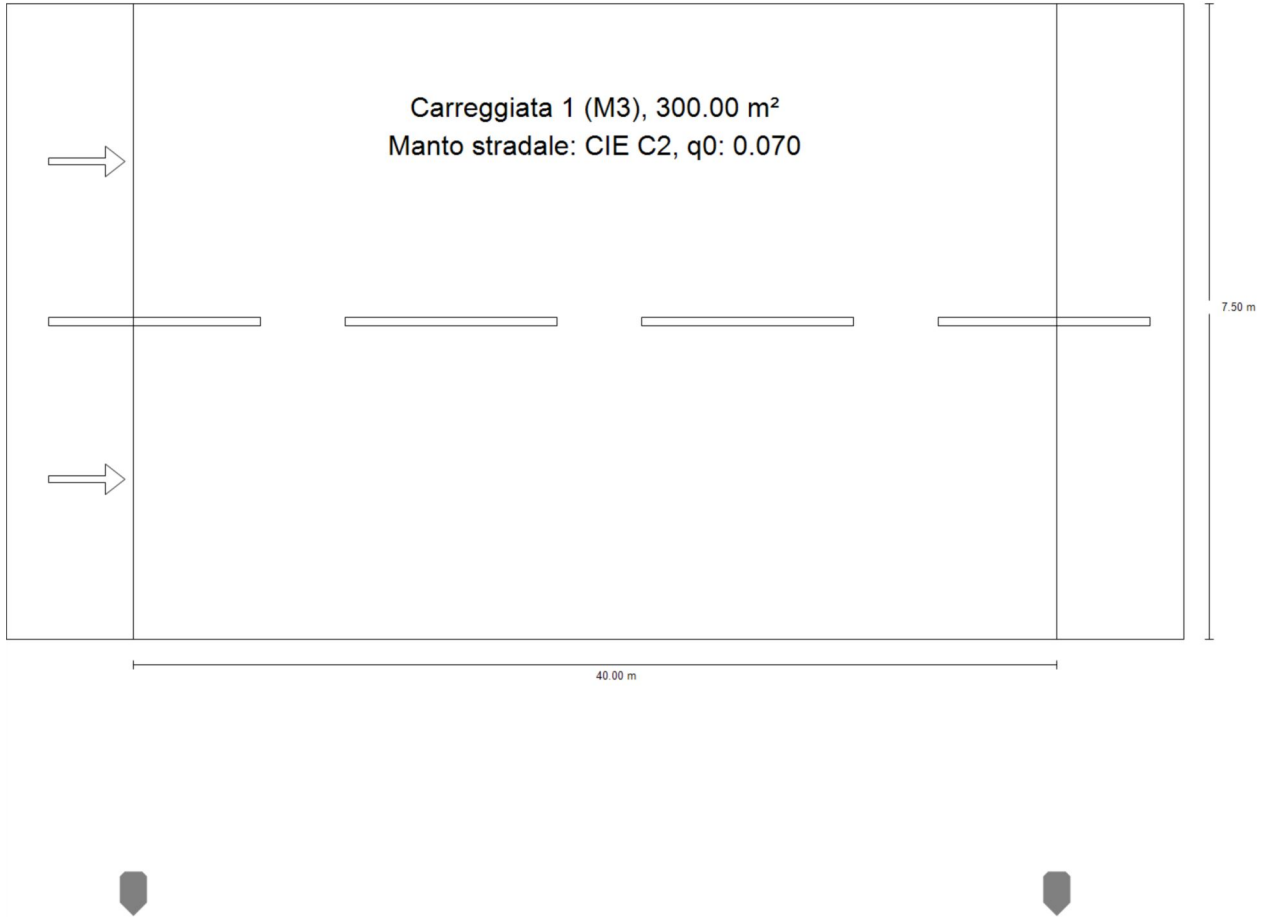 Carreggiata 1 (M3), 300.00 m²
Manto stradale: CIE C2, q0: 0.070
7.50 m
40.00 m